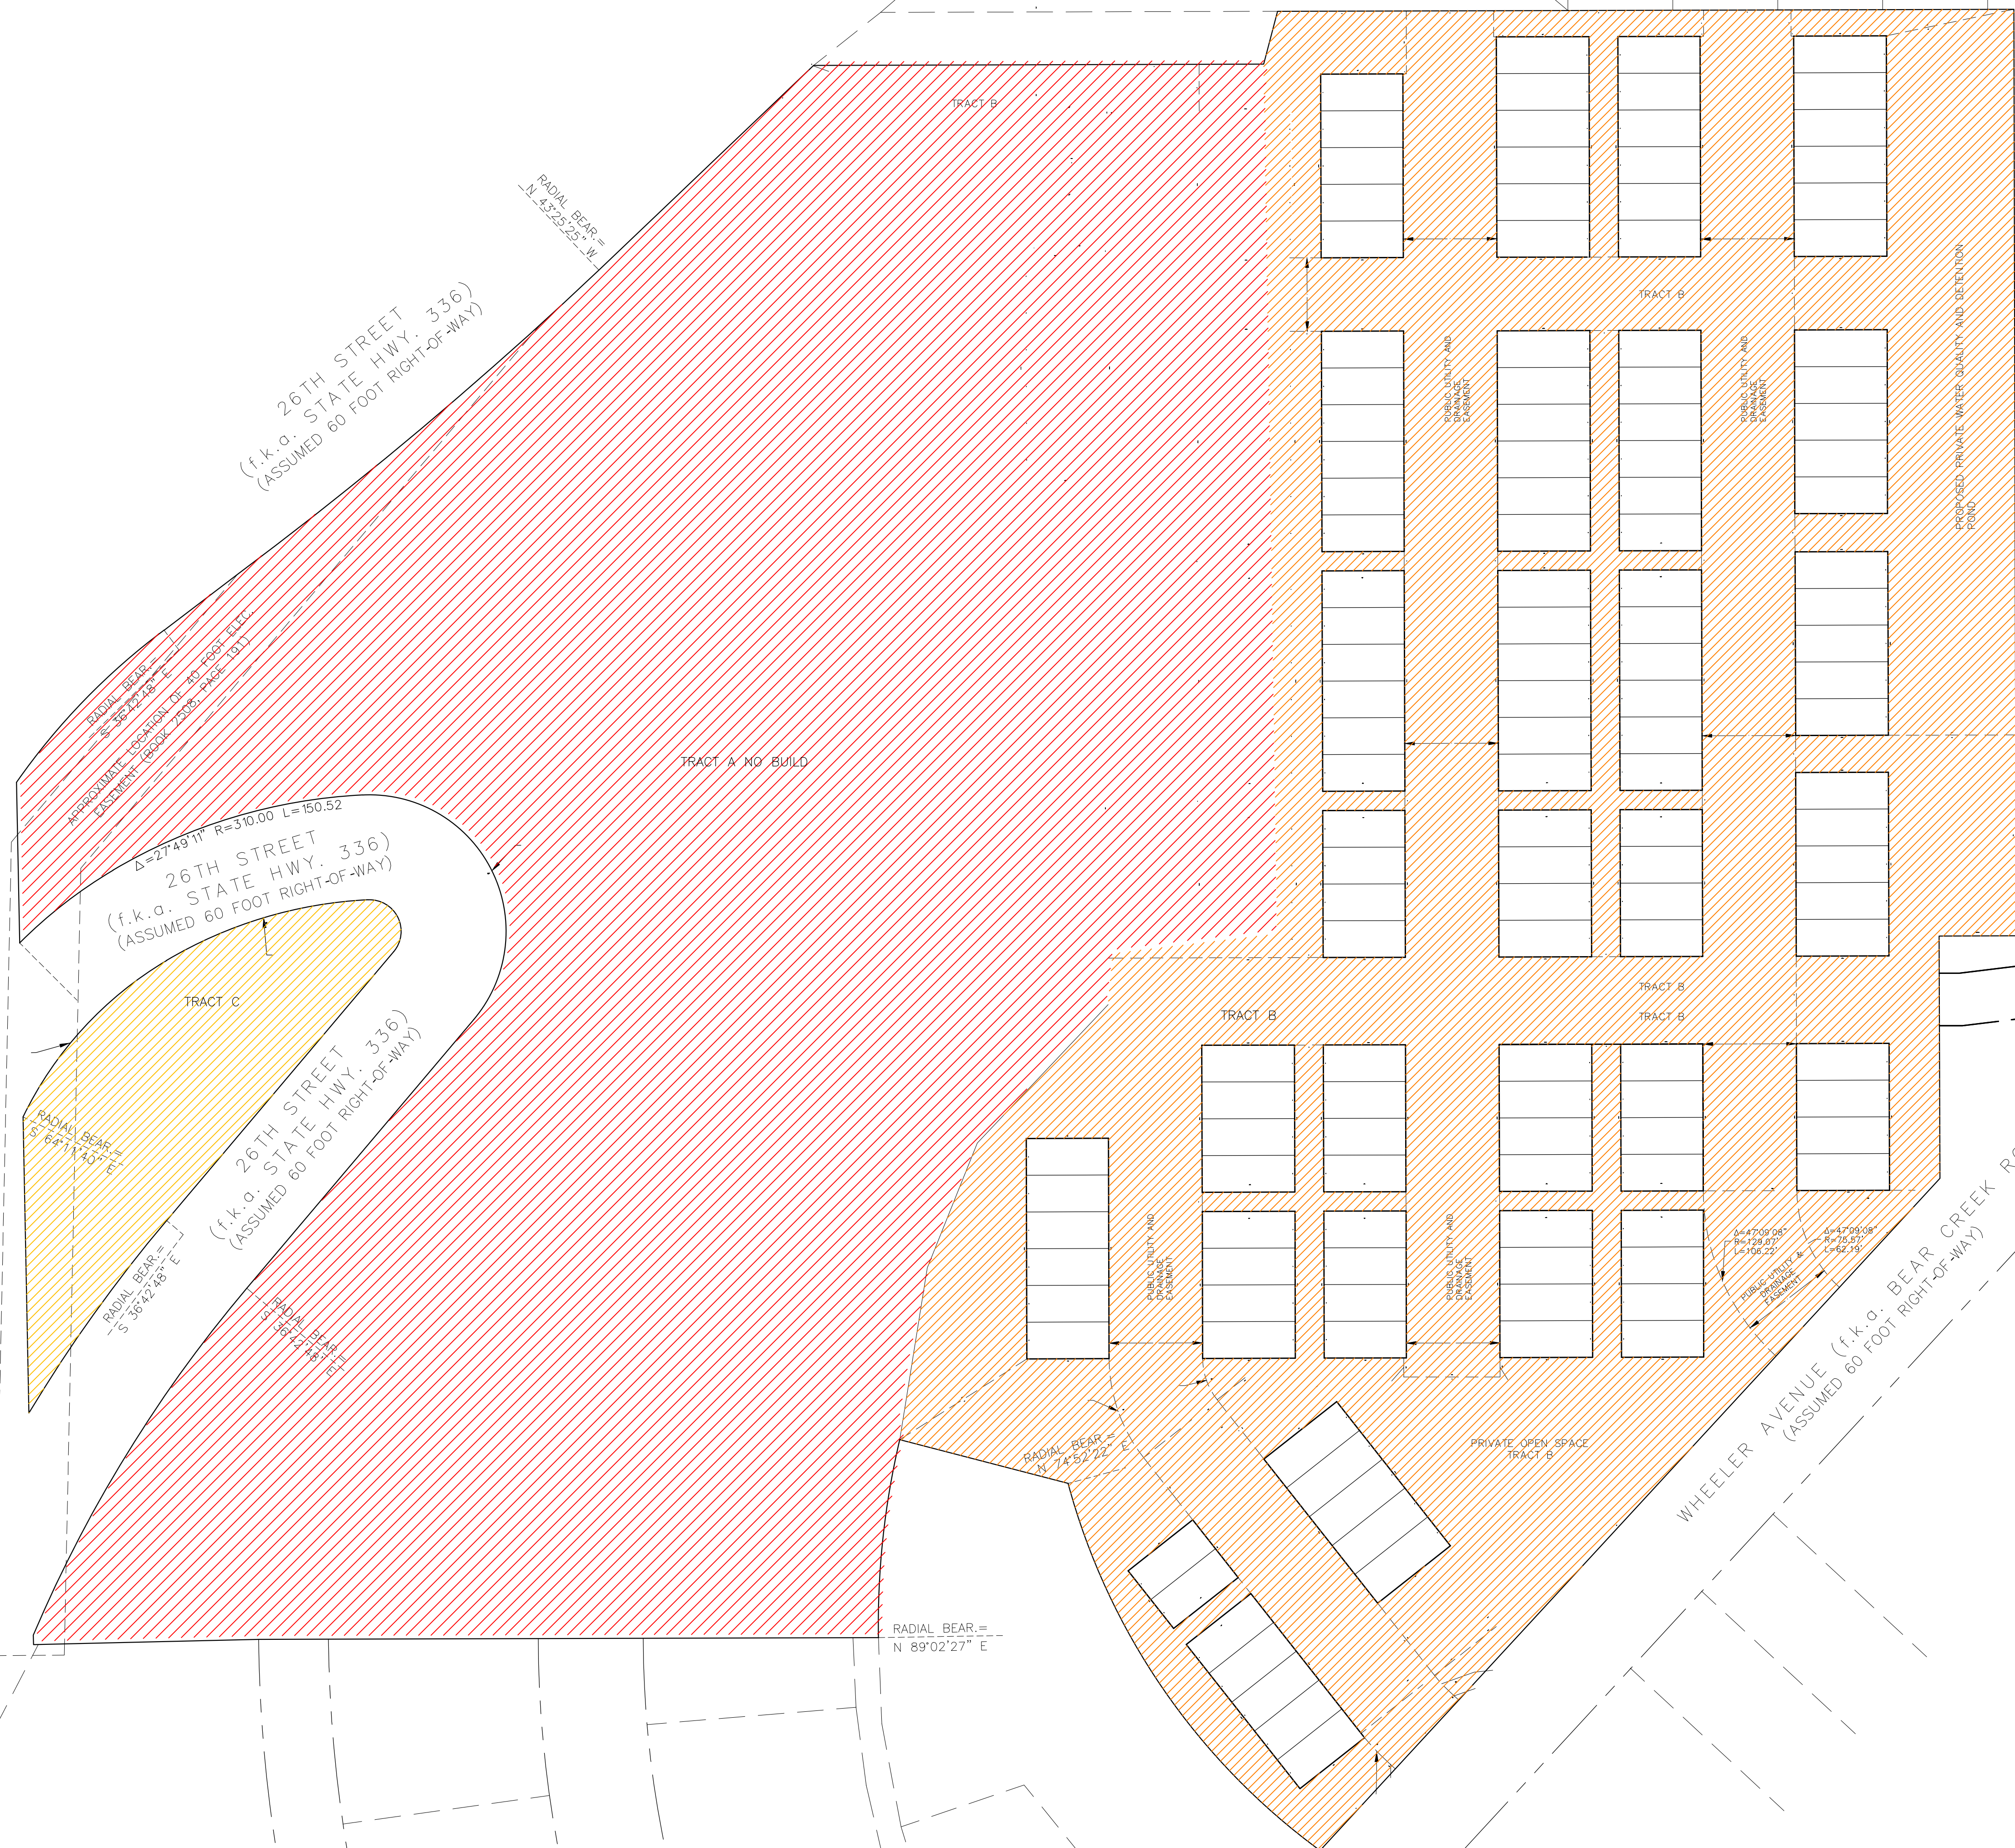 TRACT B
RADIAL BEAR.=
N 43°25'25" W
26TH STREET
(f.k.a. STATE HWY. 336)
(ASSUMED 60 FOOT RIGHT-OF-WAY)
TRACT B
PROPOSED PRIVATE WATER QUALITY AND DETENTION
POND
PUBLIC UTILITY AND
DRAINAGE
EASEMENT
PUBLIC UTILITY AND
DRAINAGE
EASEMENT
RADIAL BEAR.=
S 36°42'48" E
APPROXIMATE LOCATION OF 40 FOOT ELEC.
EASEMENT (BOOK 2508, PAGE 191)
TRACT A NO BUILD
Δ=27°49'11" R=310.00 L=150.52
26TH STREET
(f.k.a. STATE HWY. 336)
(ASSUMED 60 FOOT RIGHT-OF-WAY)
TRACT C
26TH STREET
(f.k.a. STATE HWY. 336)
(ASSUMED 60 FOOT RIGHT-OF-WAY)
TRACT B
TRACT B
TRACT B
RADIAL BEAR.=
S 64°11'40" E
RADIAL BEAR.=
S 36°42'48" E
RADIAL BEAR.=
S 36°42'48" E
PUBLIC UTILITY AND
DRAINAGE
EASEMENT
PUBLIC UTILITY AND
DRAINAGE
EASEMENT
Δ=47°09'08"
R=129.07'
L=106.22'
Δ=47°09'08"
R=75.57'
L=62.19'
PUBLIC UTILITY &
DRAINAGE
EASEMENT
WHEELER AVENUE (f.k.a. BEAR CREEK
(ASSUMED 60 FOOT RIGHT-OF-WAY)
RADIAL BEAR.=
N 74°52'22" E
PRIVATE OPEN SPACE
TRACT B
RADIAL BEAR.=
N 89°02'27" E